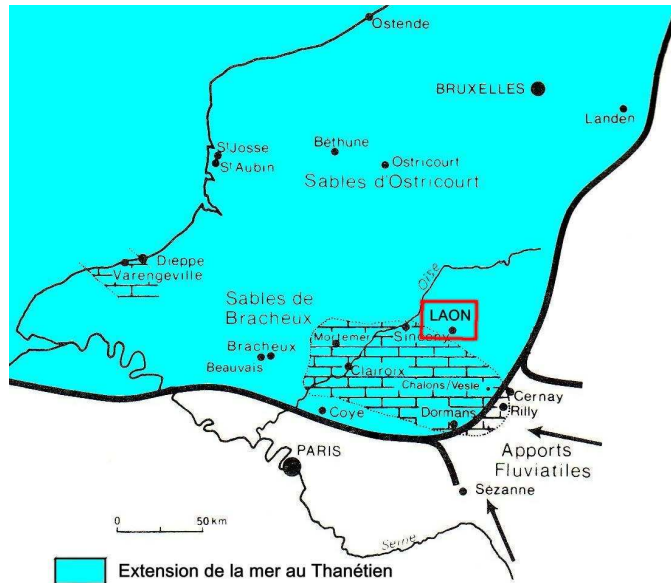 Ostende
BRUXELLES
Landen
St Josse
Béthune
St Aubin
Ostricourt
Sables d'Ostricourt
Dieppe
Varengeville
Oise
Sables de
Bracheux
LAON
Sinceny
Mortemer
Bracheux
Beauvais
Clairoix
Chalons/Vesle
Cernay
Rilly
Coye
Dormans
PARIS
Apports
Fluviatiles
Sézanne
0 50 km
Seine
Extension de la mer au Thanétien